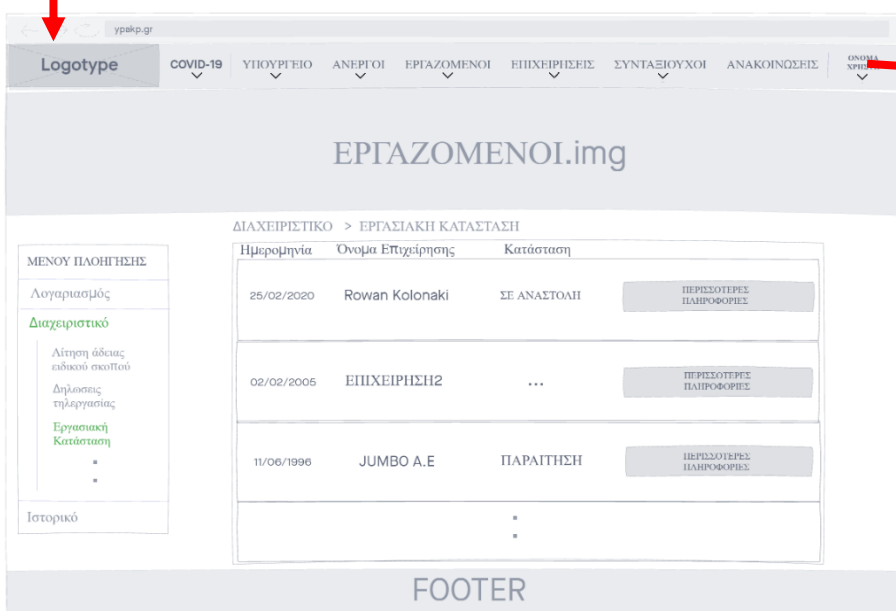 ypakp.gr
Logotype
COVID-19 ΥΠΟΥΡΓΕΙΟ ΑΝΕΡΓΟΙ ΕΡΓΑΖΟΜΕΝΟΙ ΕΠΙΧΕΙΡΗΣΕΙΣ ΣΥΝΤΑΞΙΟΥΧΟΙ ΑΝΑΚΟΙΝΩΣΕΙΣ ΟΝΟΜΑ
ΕΡΓΑΖΟΜΕΝΟΙ.img
ΔΙΑΧΕΙΡΙΣΤΙΚΟ > ΕΡΓΑΣΙΑΚΗ ΚΑΤΑΣΤΑΣΗ
ΜΕΝΟΥ ΠΛΟΗΓΗΣΗΣ
Λογαριασμός
Διαχειριστικό
Λίτηση άδειας
ειδικού σκοπού
Δηλωσεις
τηλεργασίας
Εργασιακή
Κατάσταση
Ιστορικό
Ημερομηνία Όνομα Επιχείρησης Κατάσταση
25/02/2020 Rowan Kolonaki ΣΕ ΑΝΑΣΤΟΛΗ ΠΕΡΙΣΣΟΤΕΡΕΣ
ΠΛΗΡΟΦΟΡΙΕΣ
02/02/2005 ΕΠΙΧΕΙΡΗΣΗ2 ... ΠΕΡΙΣΣΟΤΕΡΕΣ
ΠΛΗΡΟΦΟΡΙΕΣ
11/06/1996 JUMBO A.E ΠΑΡΑΙΤΗΣΗ ΠΕΡΙΣΣΟΤΕΡΕΣ
ΠΛΗΡΟΦΟΡΙΕΣ
FOOTER